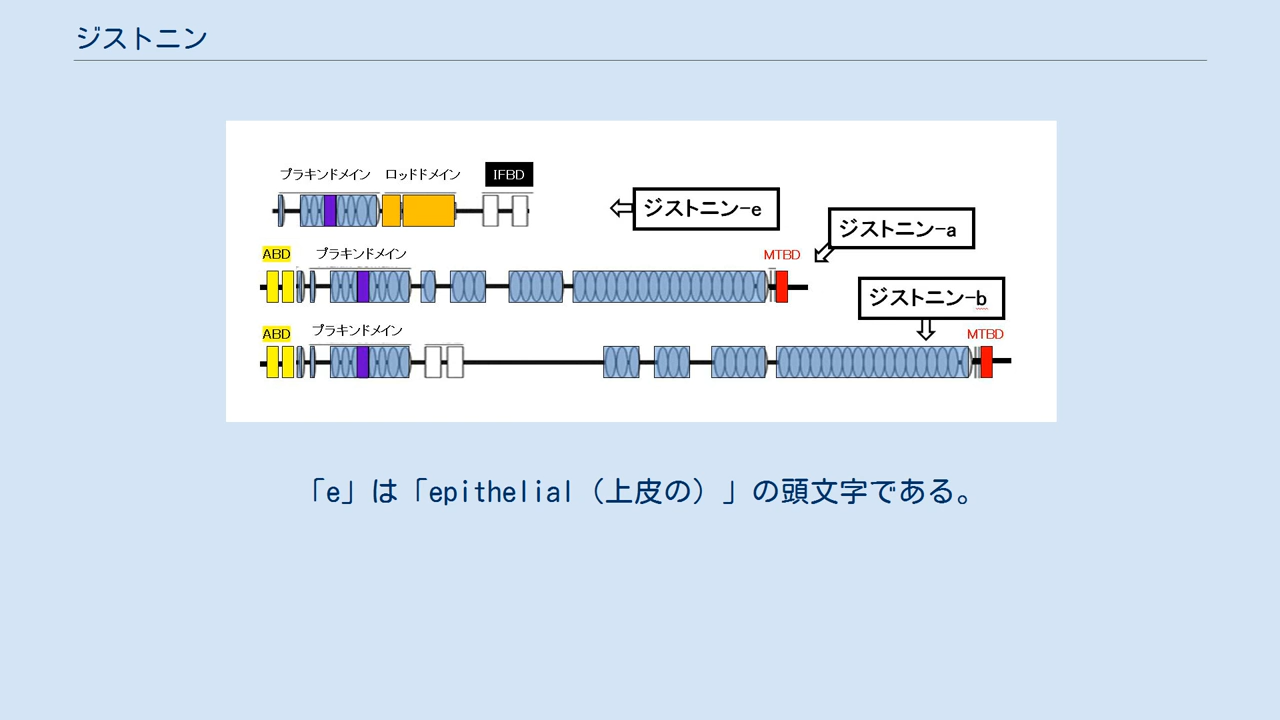 ジストニン
プラキンドメイン ロッドドメイン IFBD
ジストニン-e
ジストニン-a
ABD プラキンドメイン MTBD
ジストニン-b
ABD プラキンドメイン MTBD
「e」は「epithelial（上皮の）」の頭文字である。